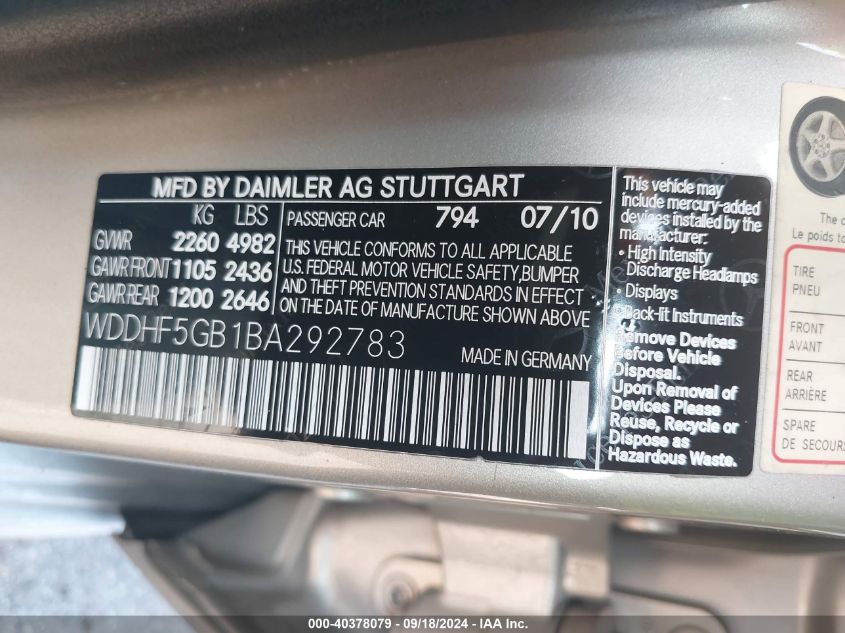 MFD BY DAIMLER AG STUTTGART
KG LBS
GVWR 2260 4982
GAWR FRONT 1105 2436
GAWR REAR 1200 2646
PASSENGER CAR 794 07/10
THIS VEHICLE CONFORMS TO ALL APPLICABLE
U.S. FEDERAL MOTOR VEHICLE SAFETY,BUMPER
AND THEFT PREVENTION STANDARDS IN EFFECT
ON THE DATE OF MANUFACTURE SHOWN ABOVE
WDDHF5GB1BA292783
MADE IN GERMANY
This vehicle may
include mercury-added
devices installed by the
manufacturer:
• High Intensity
Discharge Headlamps
• Displays
• Back-lit Instruments
Remove Devices
Before Vehicle
Disposal.
Upon Removal of
Devices Please
Reuse, Recycle or
Dispose as
Hazardous Waste.
Le poids to
TIRE
PNEU
FRONT
AVANT
REAR
ARRIÈRE
SPARE
DE SECOURS
000-40378079 - 09/18/2024 - IAA, Inc.